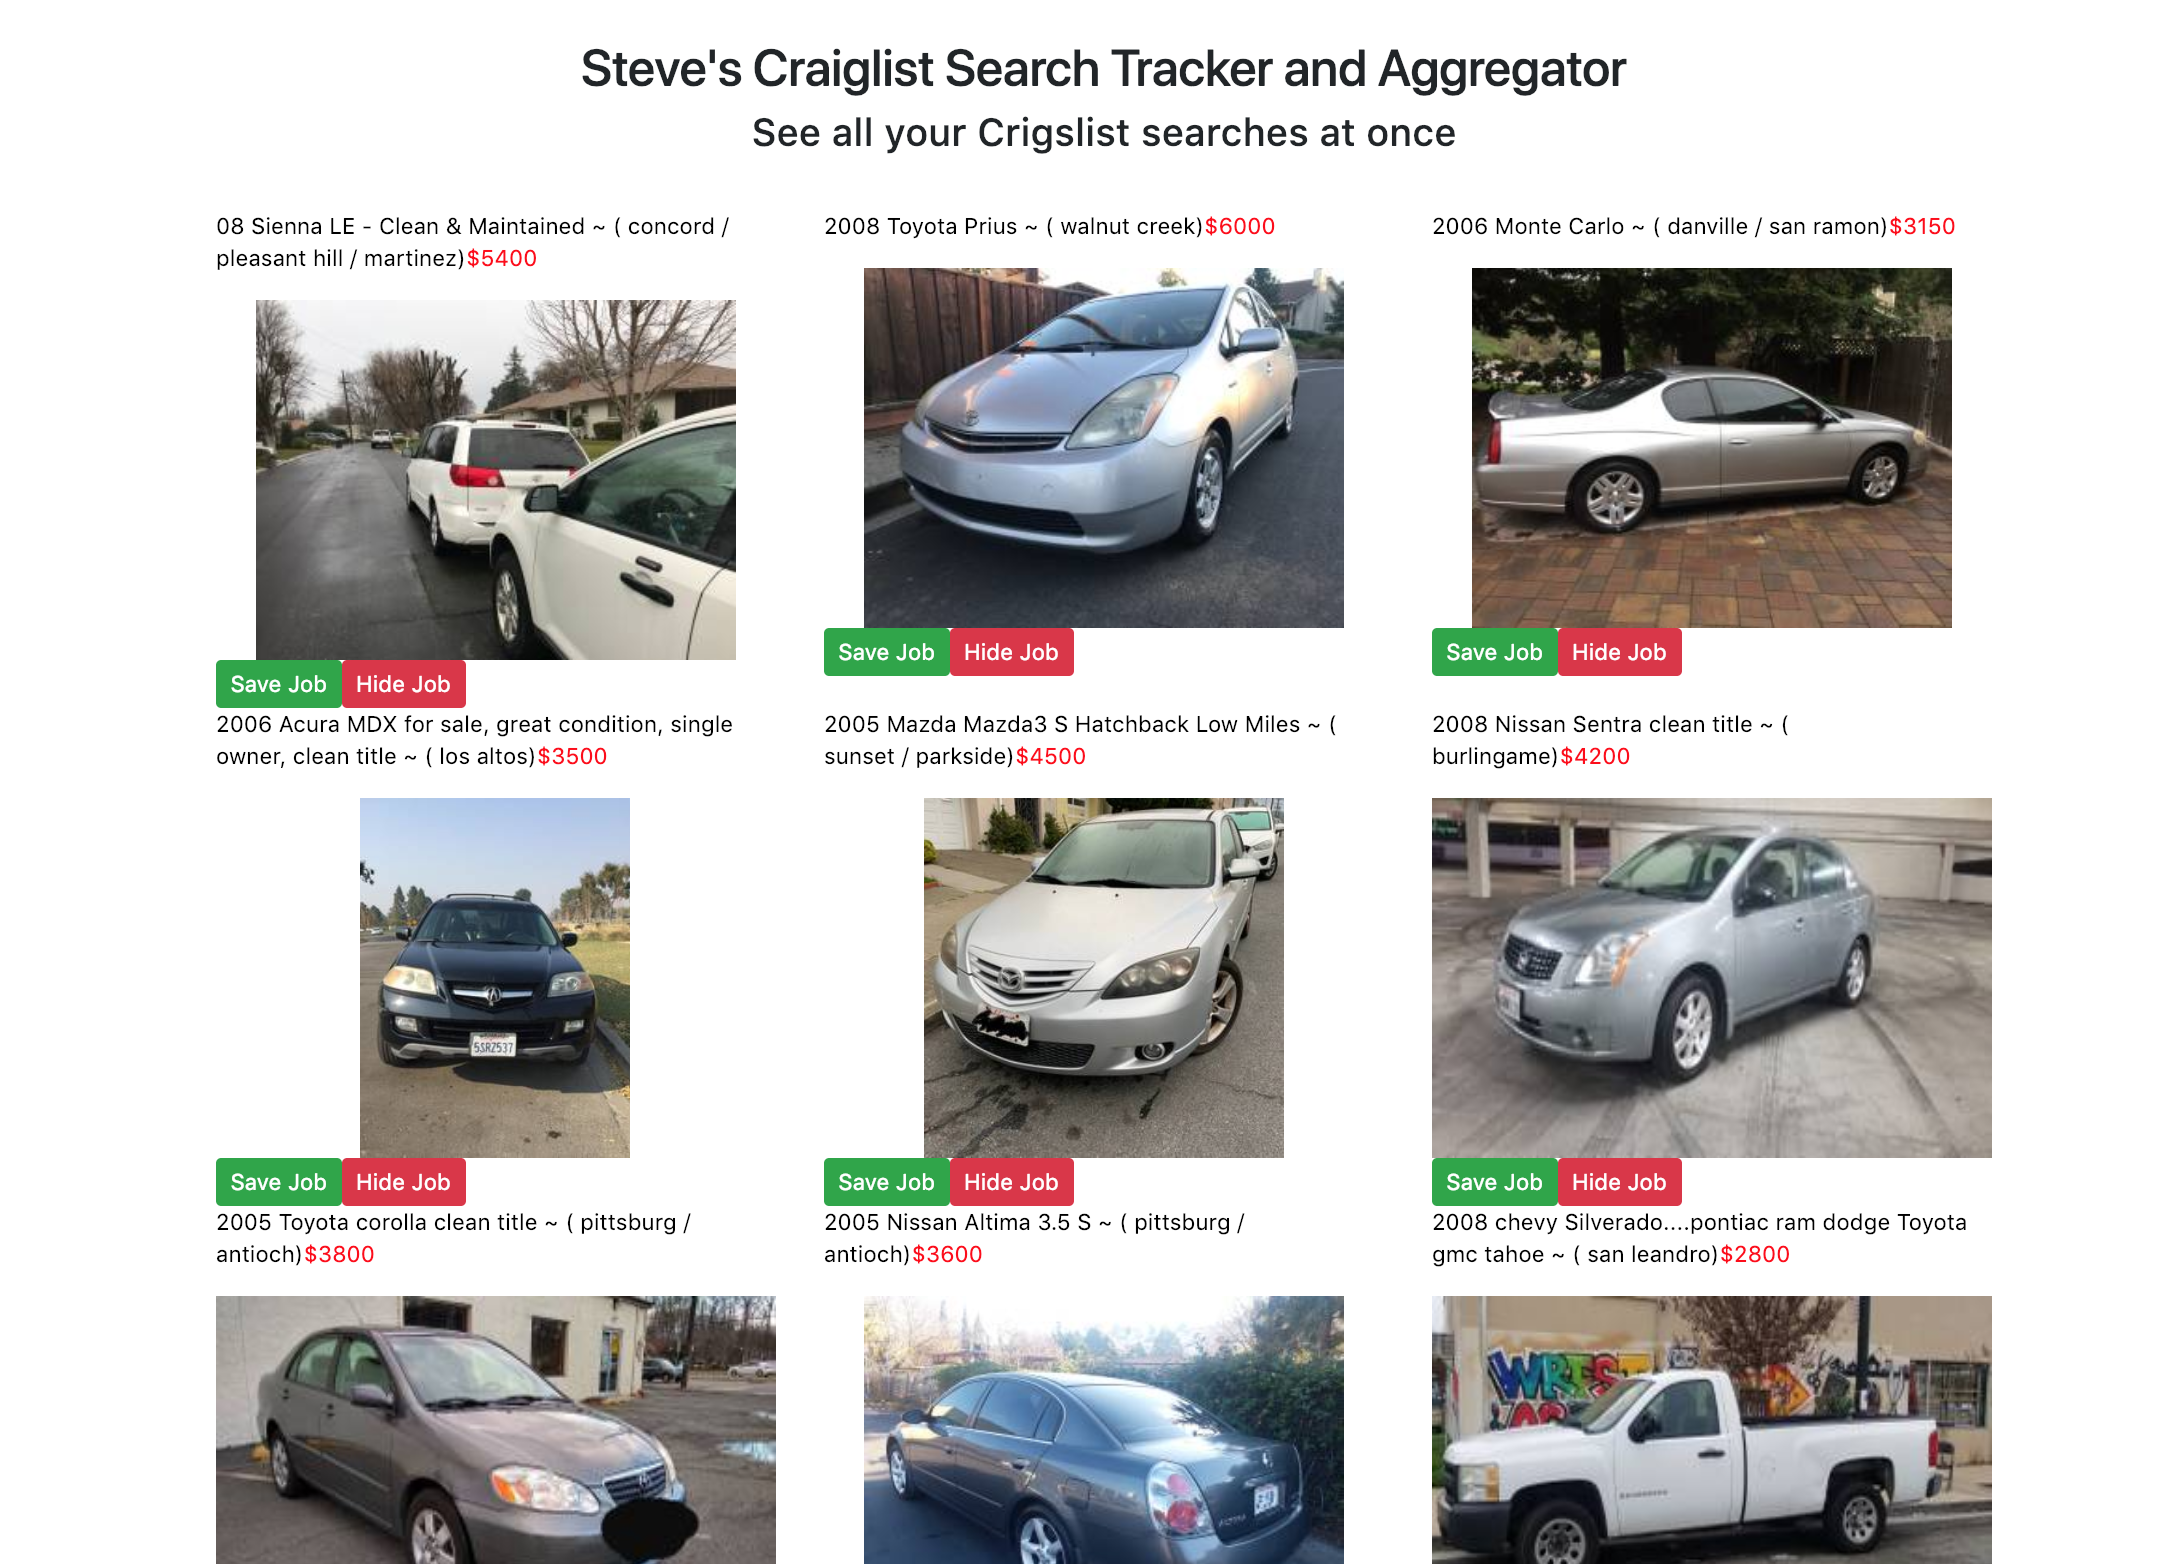 Steve's Craiglist Search Tracker and Aggregator
See all your Crigslist searches at once
08 Sienna LE - Clean & Maintained ~ ( concord /
pleasant hill / martinez)$5400
Save Job Hide Job
2008 Toyota Prius ~ ( walnut creek)$6000
Save Job Hide Job
2006 Monte Carlo ~ ( danville / san ramon)$3150
Save Job Hide Job
2006 Acura MDX for sale, great condition, single
owner, clean title ~ ( los altos)$3500
5SRZ537
Save Job Hide Job
2005 Mazda Mazda3 S Hatchback Low Miles ~ (
sunset / parkside)$4500
Save Job Hide Job
2008 Nissan Sentra clean title ~ (
burlingame)$4200
Save Job Hide Job
2005 Toyota corolla clean title ~ ( pittsburg /
antioch)$3800
2005 Nissan Altima 3.5 S ~ ( pittsburg /
antioch)$3600
2008 chevy Silverado....pontiac ram dodge Toyota
gmc tahoe ~ ( san leandro)$2800